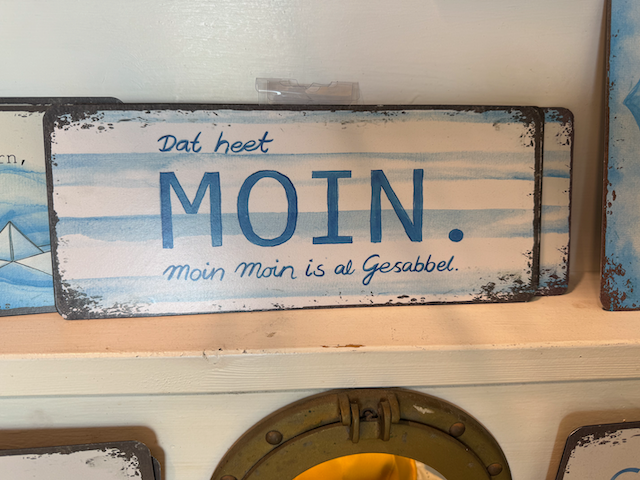 Dat heet
MOIN.
Moin Moin is al Gesabbel.